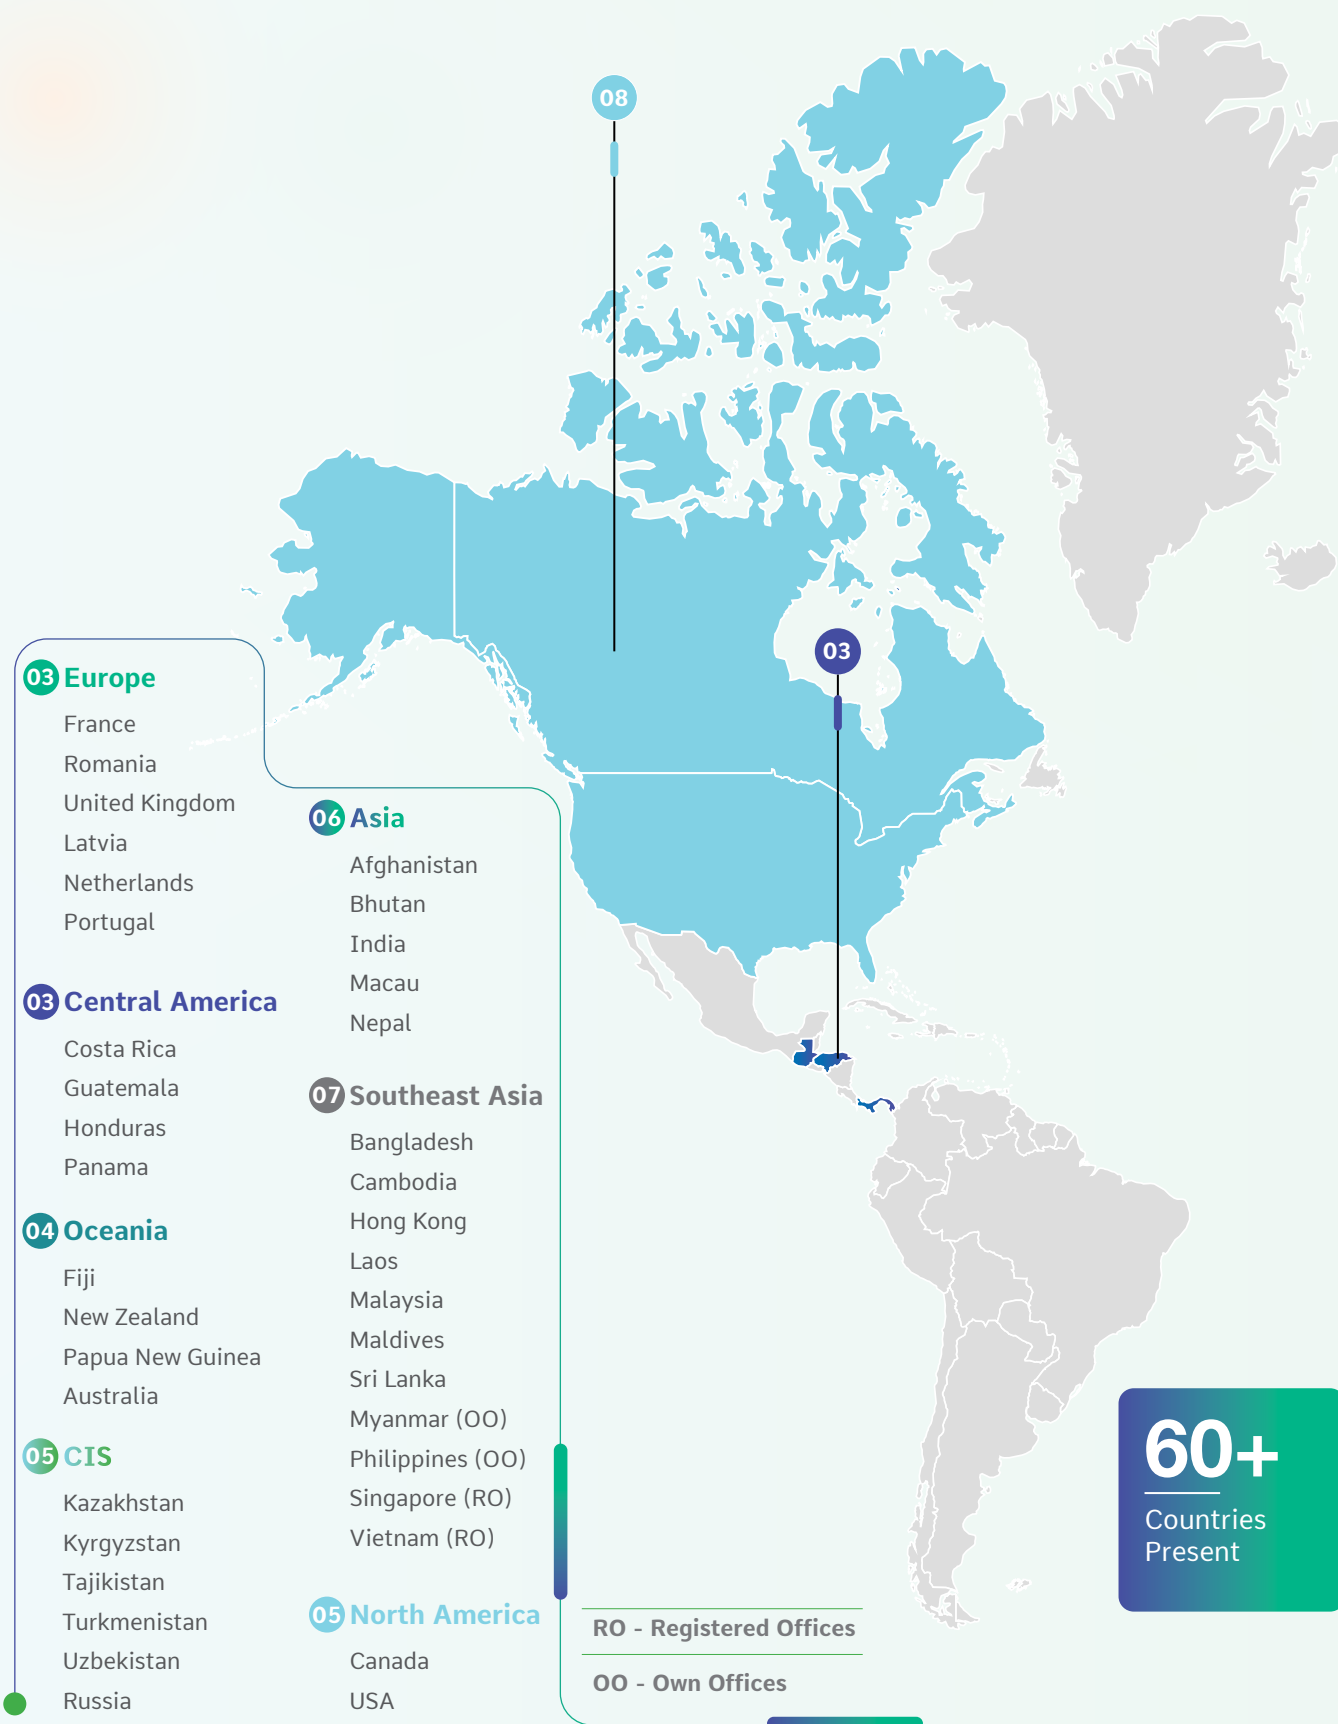 08
03
03 Europe
France
Romania
United Kingdom
Latvia
Netherlands
Portugal
03 Central America
Costa Rica
Guatemala
Honduras
Panama
04 Oceania
Fiji
New Zealand
Papua New Guinea
Australia
05 CIS
Kazakhstan
Kyrgyzstan
Tajikistan
Turkmenistan
Uzbekistan
Russia
06 Asia
Afghanistan
Bhutan
India
Macau
Nepal
07 Southeast Asia
Bangladesh
Cambodia
Hong Kong
Laos
Malaysia
Maldives
Sri Lanka
Myanmar (OO)
Philippines (OO)
Singapore (RO)
Vietnam (RO)
05 North America
Canada
USA
RO - Registered Offices
OO - Own Offices
60+
Countries
Present